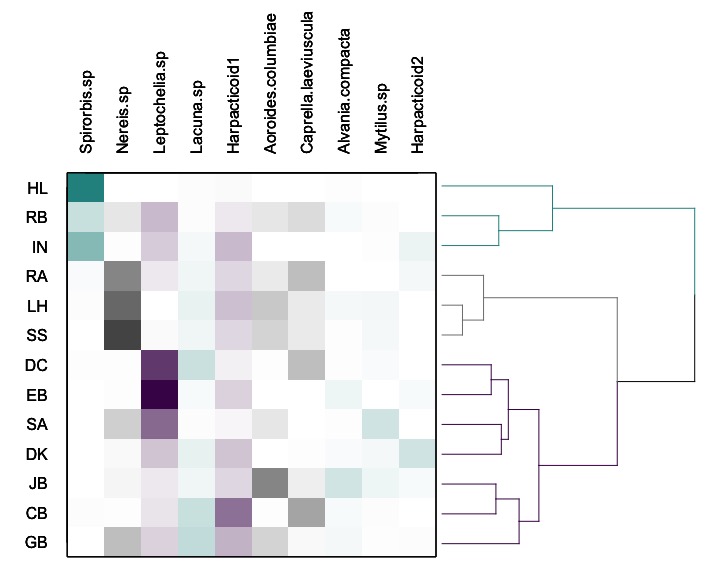 Spirorbis.sp
Nereis.sp
Leptochelia.sp
Lacuna.sp
Harpacticoid1
Aoroides.columbiae
Caprella.laeviuscula
Alvania.compacta
Mytilus.sp
Harpacticoid2
HL
RB
IN
RA
LH
SS
DC
EB
SA
DK
JB
CB
GB